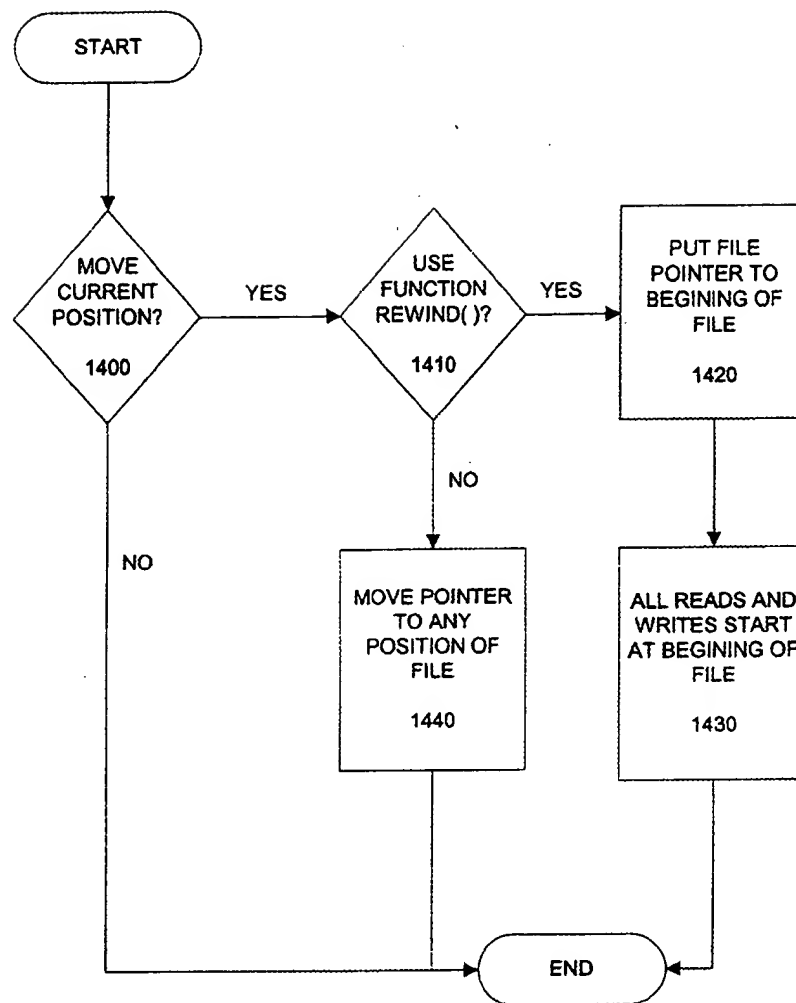 START
MOVE
CURRENT
POSITION?
1400
YES
USE
FUNCTION
REWIND( )?
1410
YES
PUT FILE
POINTER TO
BEGINING OF
FILE
1420
NO
NO
MOVE POINTER
TO ANY
POSITION OF
FILE
1440
ALL READS AND
WRITES START
AT BEGINING OF
FILE
1430
END